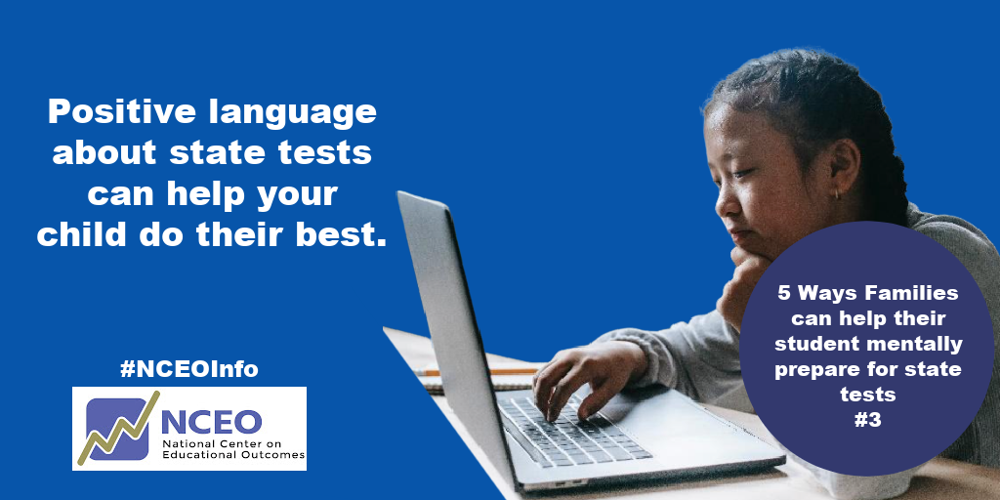 Positive language
about state tests
can help your
child do their best.
#NCEOInfo
NCEO
National Center on
Educational Outcomes
5 Ways Families
can help their
student mentally
prepare for state
tests
#3